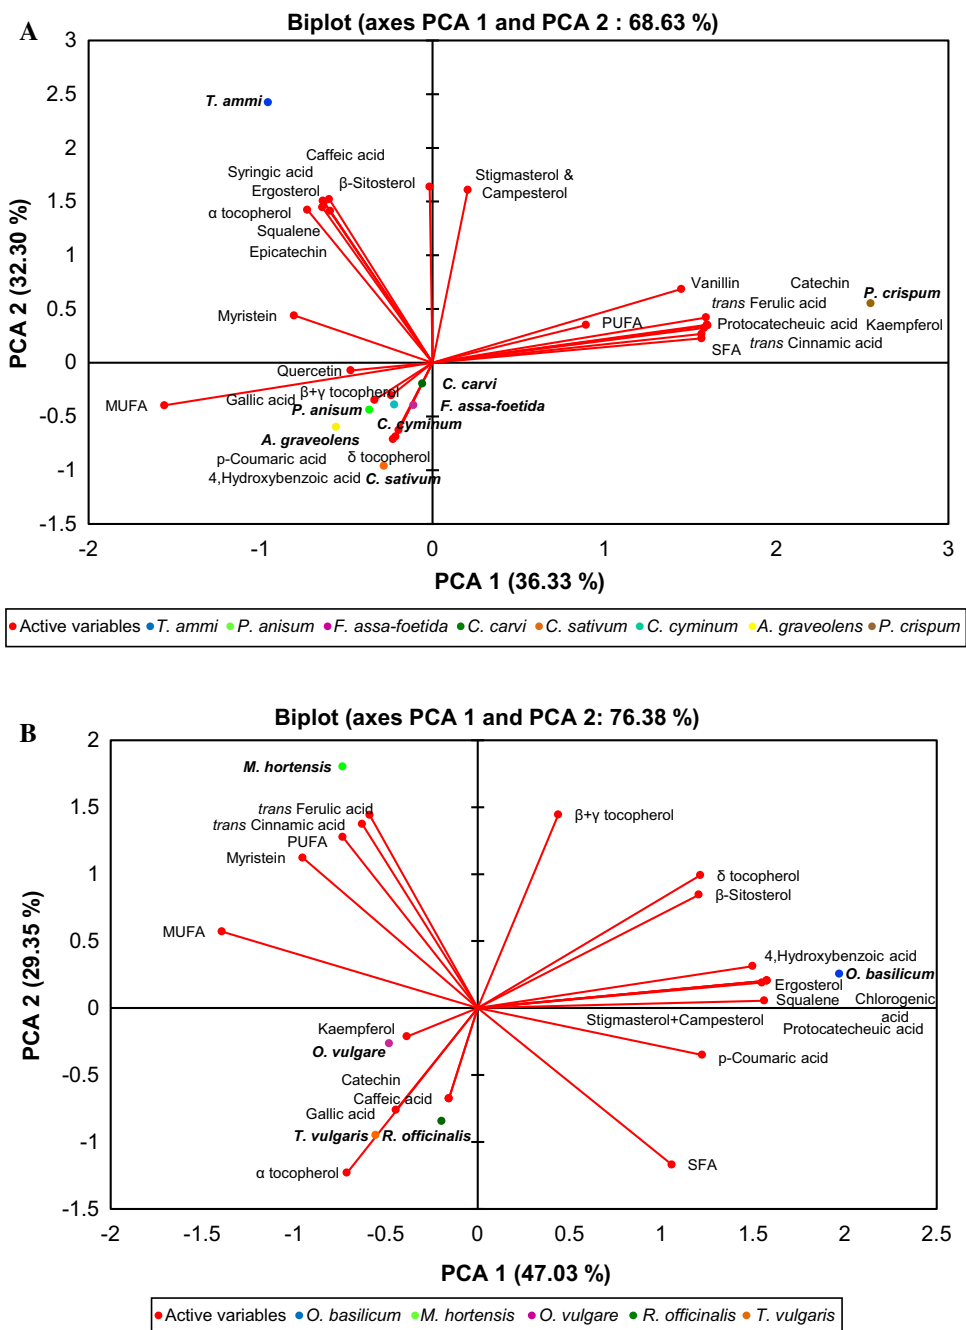 A
Biplot (axes PCA 1 and PCA 2 : 68.63 %)
3
2.5
T. ammi
2
Caffeic acid
Syringic acid
β-Sitosterol
Stigmasterol &
Campesterol
Ergosterol
1.5
α tocopherol
Squalene
Epicatechin
1
PCA 2 (32.30 %)
Vanillin
Catechin
P. crispum
trans Ferulic acid
0.5
Myristein
PUFA
Protocatecheuic acid
Kaempferol
trans Cinnamic acid
SFA
0
Quercetin
C. carvi
Gallic acid
β+γ tocopherol
MUFA
P. anisum
F. assa-foetida
-0.5
C. cyminum
A. graveolens
p-Coumaric acid
δ tocopherol
4,Hydroxybenzoic acid
C. sativum
-1
-1.5
-2
-1
0
1
2
3
PCA 1 (36.33 %)
Active variables T. ammi P. anisum F. assa-foetida C. carvi C. sativum C. cyminum A. graveolens P. crispum
B
Biplot (axes PCA 1 and PCA 2: 76.38 %)
2
M. hortensis
1.5
trans Ferulic acid
β+γ tocopherol
trans Cinnamic acid
PUFA
Myristein
1
δ tocopherol
β-Sitosterol
MUFA
0.5
PCA 2 (29.35 %)
4,Hydroxybenzoic acid
O. basilicum
Ergosterol
Squalene
Chlorogenic
acid
0
Stigmasterol+Campesterol
Protocatecheuic acid
Kaempferol
O. vulgare
p-Coumaric acid
-0.5
Catechin
Caffeic acid
Gallic acid
T. vulgaris
R. officinalis
-1
α tocopherol
SFA
-1.5
-2
-1.5
-1
-0.5
0
0.5
1
1.5
2
2.5
PCA 1 (47.03 %)
Active variables O. basilicum M. hortensis O. vulgare R. officinalis T. vulgaris